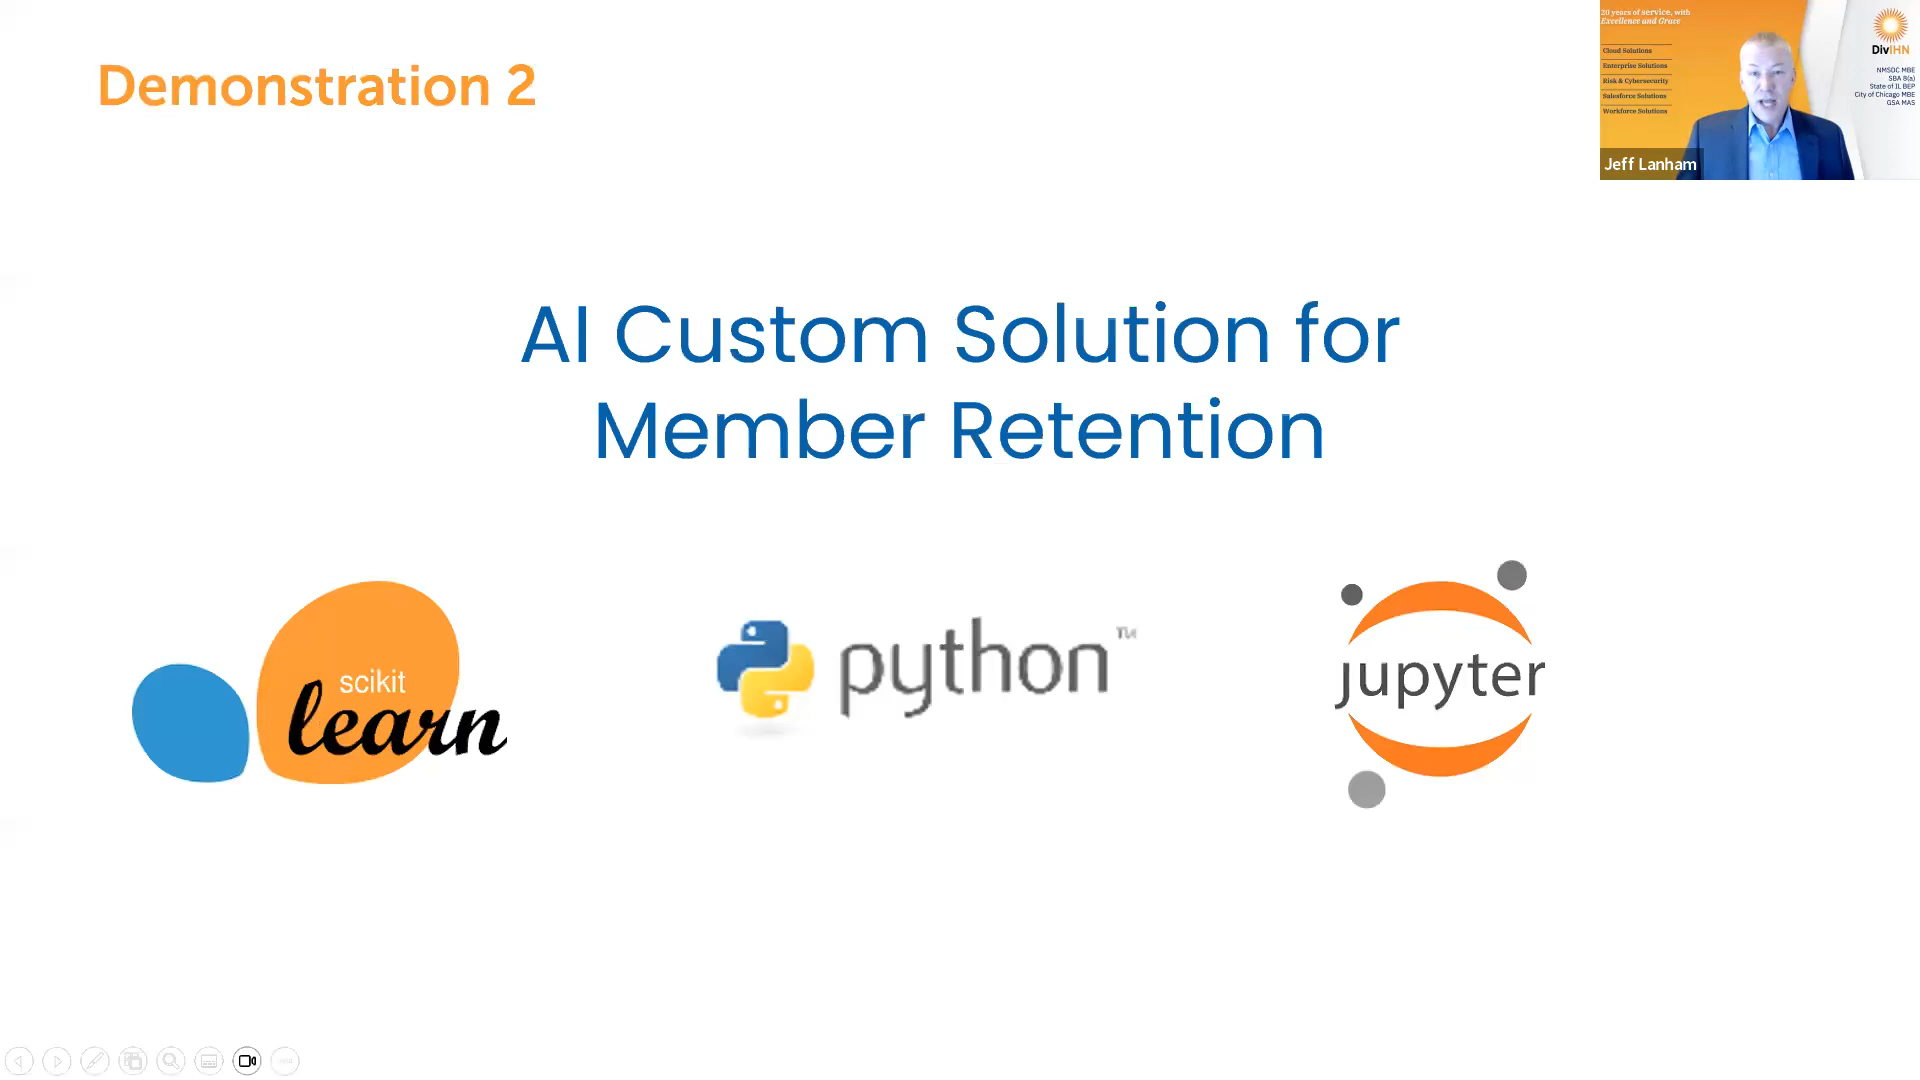 Demonstration 2
AI Custom Solution for
Member Retention
scikit
learn
python
TM
jupyter
20 years of service, with
Excellence and Grace
Cloud Solutions
Enterprise Solutions
Risk & Cybersecurity
Salesforce Solutions
Workforce Solutions
DivIHN
NMSDC MBE
SBA 8(a)
State of IL BEP
City of Chicago MBE
GSA MAS
Jeff Lanham